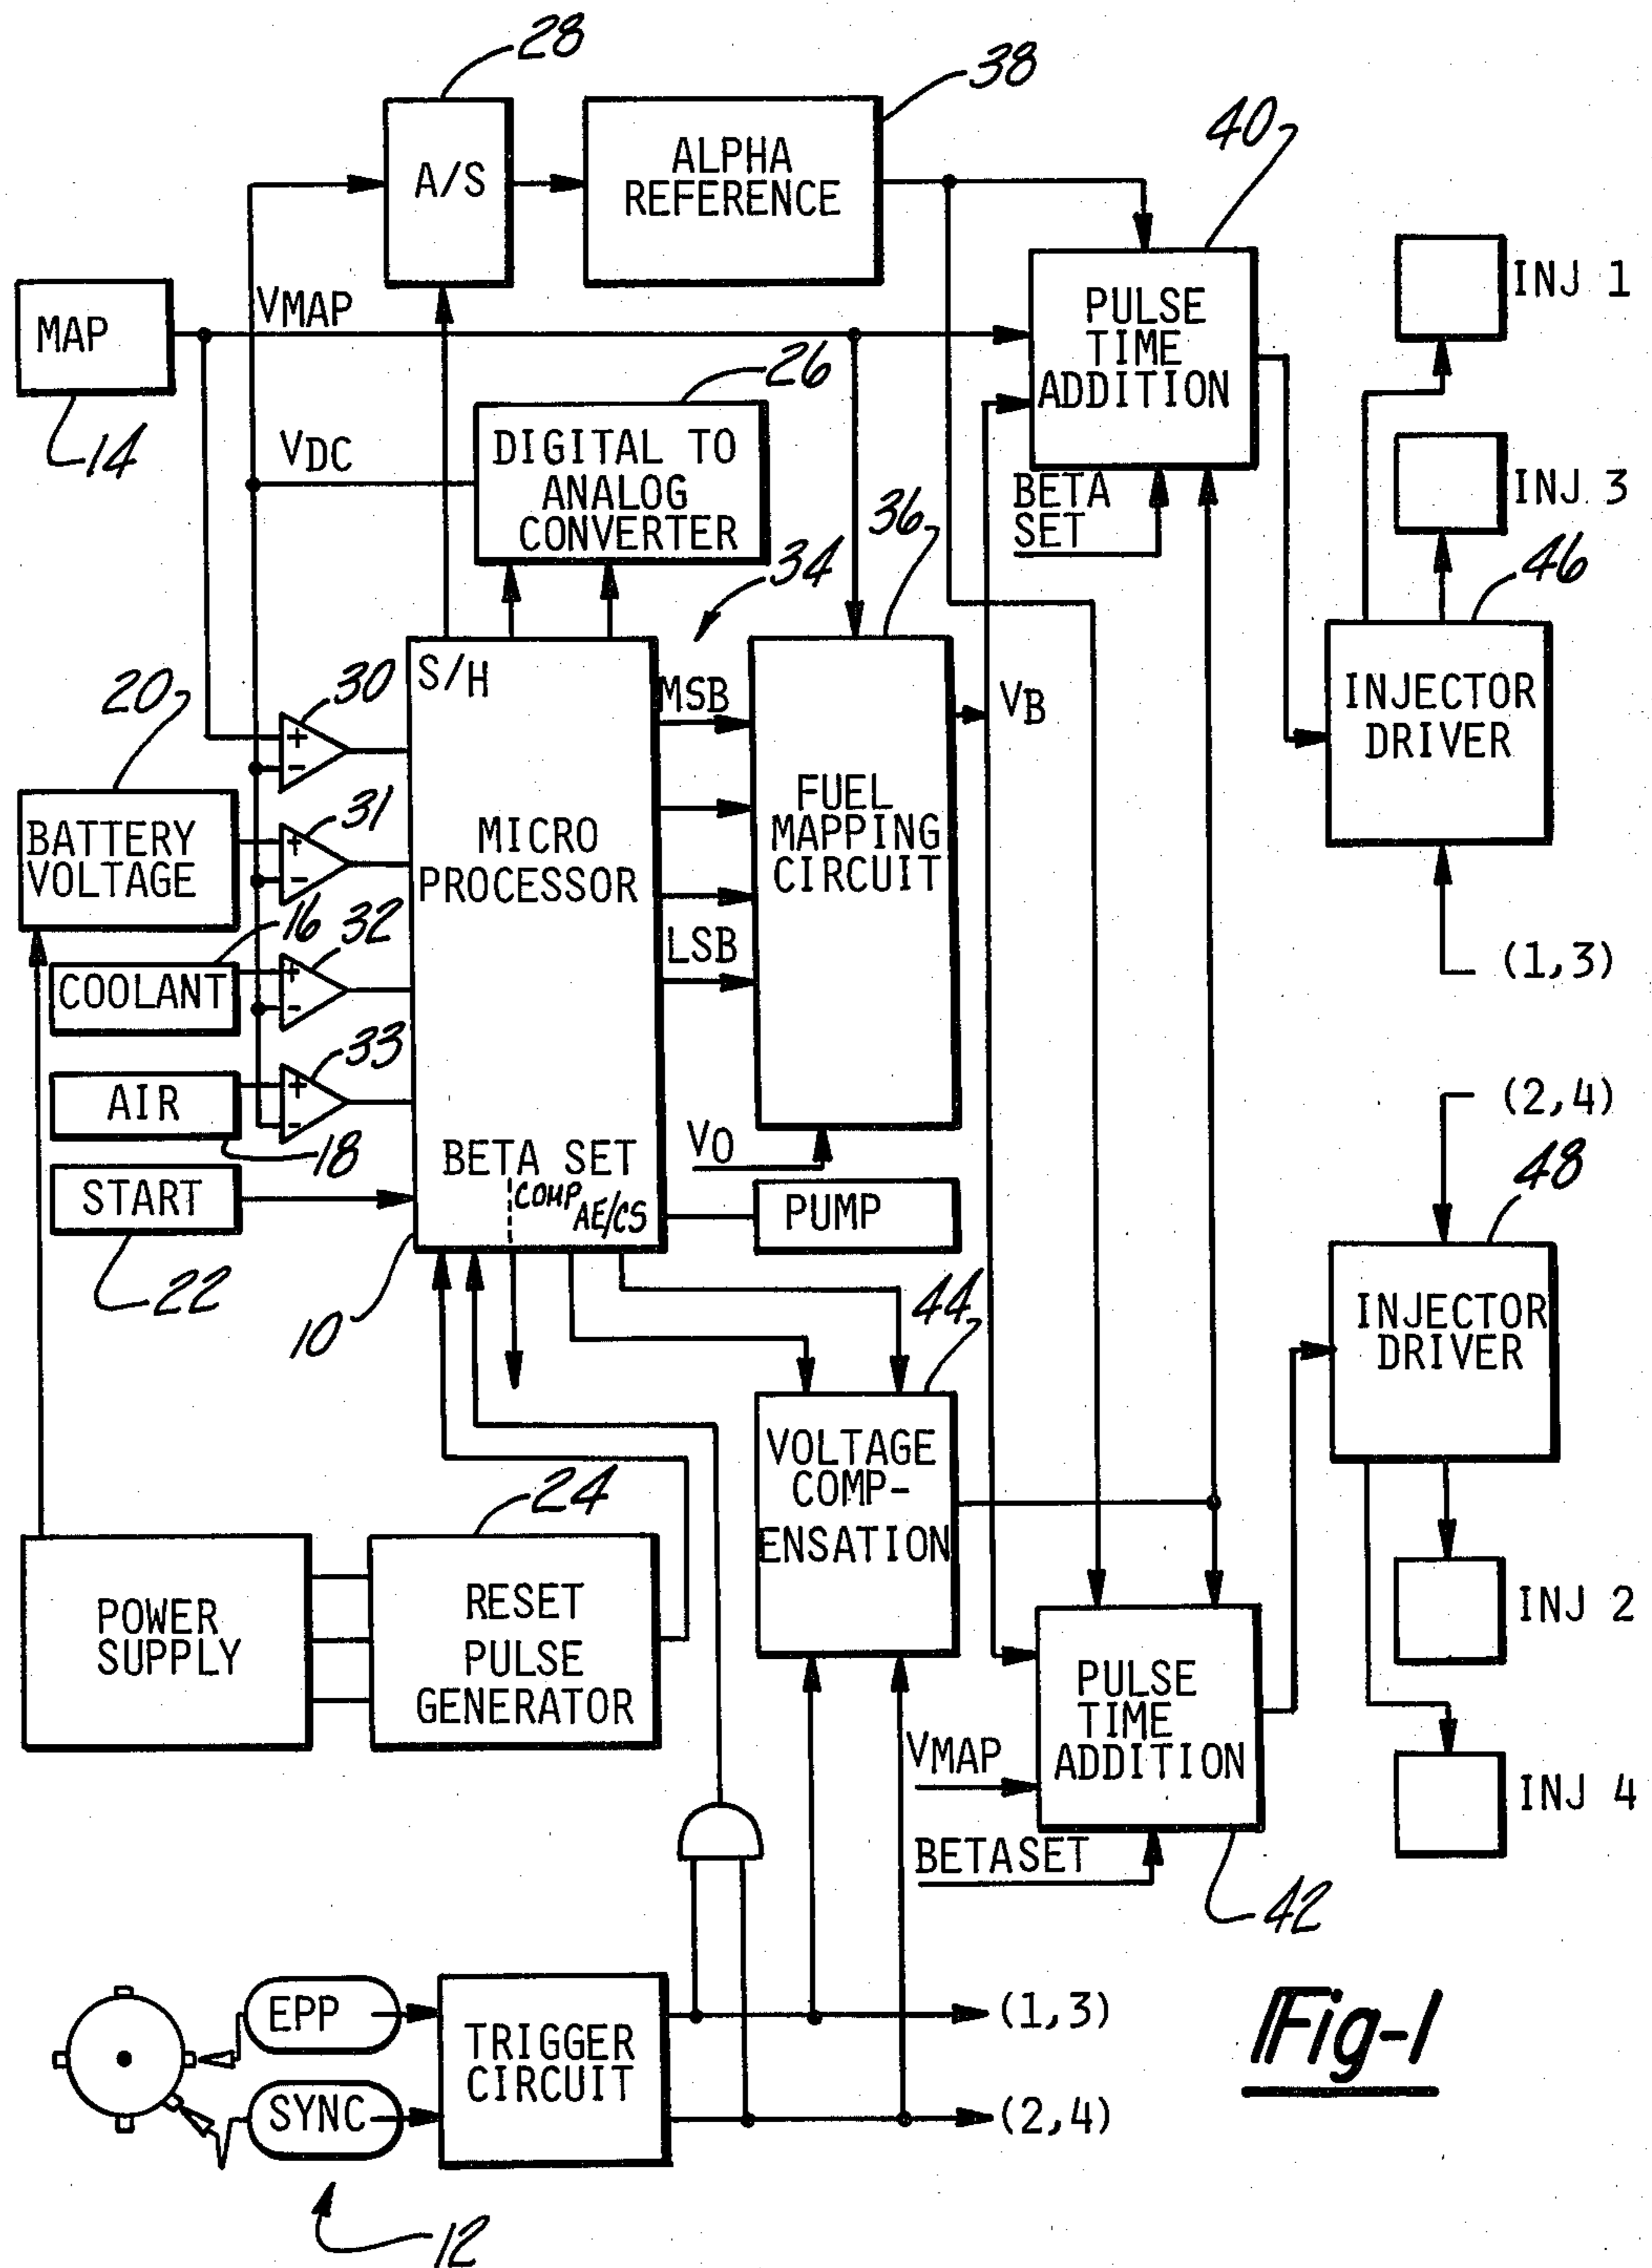 28
38
40
A/S
ALPHA
REFERENCE
INJ 1
MAP
VMAP
PULSE
TIME
ADDITION
14
26
VDC
DIGITAL TO
ANALOG
CONVERTER
BETA
SET
INJ 3
36
34
46
S/H
30
MSB
VB
INJECTOR
DRIVER
20
+
-
BATTERY
VOLTAGE
31
+
-
MICRO
PROCESSOR
FUEL
MAPPING
CIRCUIT
16
32
COOLANT
+
-
LSB
(1,3)
33
AIR
+
-
18
(2,4)
BETA SET
VO
48
START
COMP
AE/CS
PUMP
22
10
44
INJECTOR
DRIVER
VOLTAGE
COMP-
ENSATION
24
POWER
SUPPLY
RESET
PULSE
GENERATOR
INJ 2
PULSE
TIME
ADDITION
VMAP
INJ 4
BETASET
42
EPP
TRIGGER
CIRCUIT
(1,3)
SYNC
(2,4)
12
Fig-1